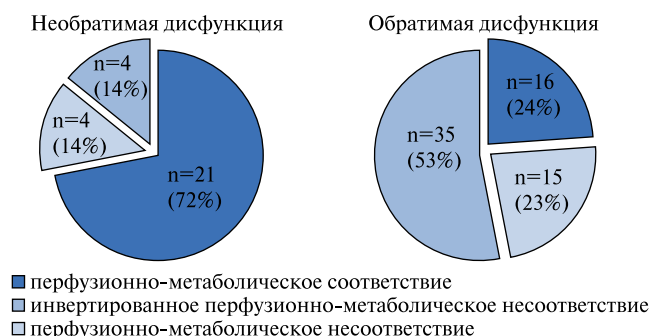 Необратимая дисфункция
Обратимая дисфункция
n=4
(14%)
n=4
(14%)
n=21
(72%)
n=16
(24%)
n=35
(53%)
n=15
(23%)
перфузионно-метаболическое соответствие
инвертированное перфузионно-метаболическое несоответствие
перфузионно-метаболическое несоответствие